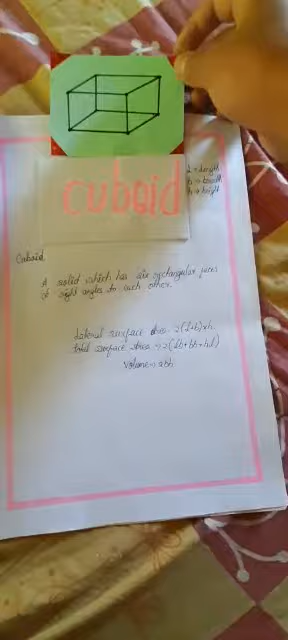 l → length
b → breadth
h → height
cuboid
Cuboid
A solid which has six rectangular faces
at right angles to each other.
Lateral surface area = 2(l+b)×h
total surface area → 2(lb+bh+hl)
Volume → lbh